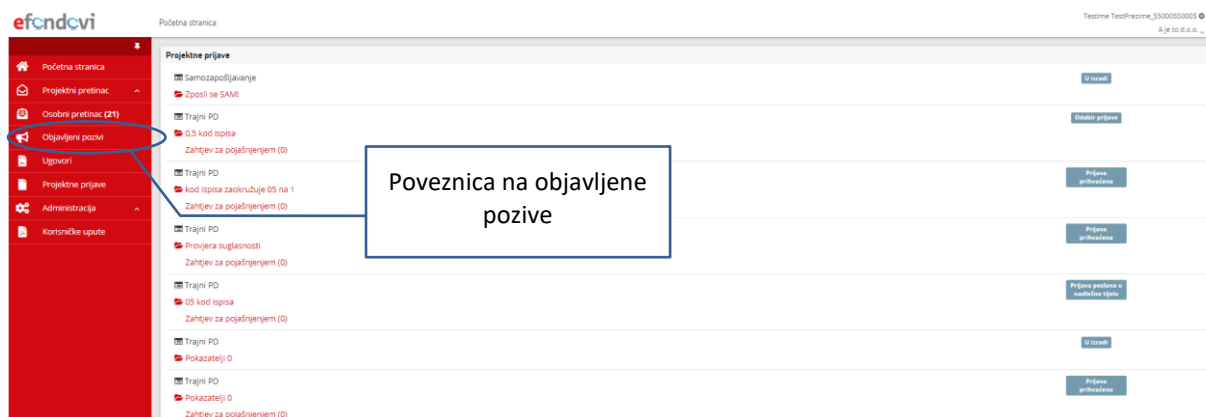 efondovi
Početna stranica
TestIme TestPrezime_55000550005
A je to d.o.o.
Početna stranica
Projektni pretinac
Osobni pretinac (21)
Objavljeni pozivi
Ugovori
Projektne prijave
Administracija
Korisničke upute
Projektne prijave
Samozapošljavanje
U izradi
Zposli se SAM!
Trajni PD
Odabir prijave
0.5 kod ispisa
Zahtjev za pojašnjenjem (0)
Trajni PD
Prijava
prihvaćena
kod ispisa zaokružuje 05 na 1
Zahtjev za pojašnjenjem (0)
Trajni PD
Prijava
prihvaćena
Provjera suglasnosti
Zahtjev za pojašnjenjem (0)
Trajni PD
Prijava poslana u
nadležno tijelo
05 kod ispisa
Zahtjev za pojašnjenjem (0)
Trajni PD
U izradi
Pokazatelji 0
Trajni PD
Prijava
prihvaćena
Pokazatelji 0
Zahtjev za pojašnjenjem (0)
Poveznica na objavljene
pozive